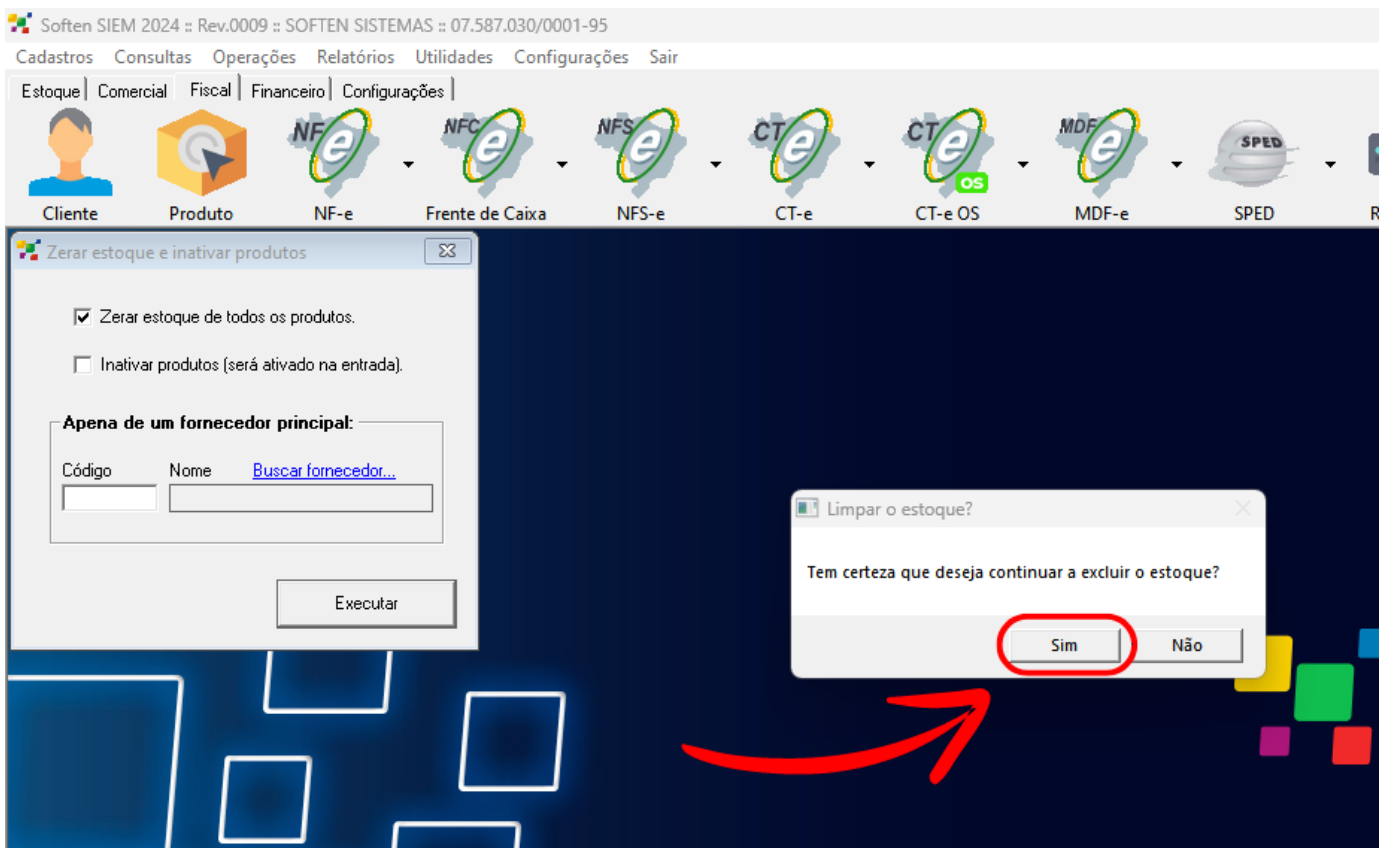 Soften SIEM 2024 :: Rev.0009 :: SOFTEN SISTEMAS :: 07.587.030/0001-95
Cadastros Consultas Operações Relatórios Utilidades Configurações Sair
Estoque Comercial Fiscal Financeiro Configurações
NF e NFC e NFS e CT e CT e OS MDF e SPED
Cliente Produto NF-e Frente de Caixa NFS-e CT-e CT-e OS MDF-e SPED R
Zerar estoque e inativar produtos
Zerar estoque de todos os produtos.
Inativar produtos (será ativado na entrada).
Apena de um fornecedor principal:
Código Nome Buscar fornecedor...
Executar
Limpar o estoque?
Tem certeza que deseja continuar a excluir o estoque?
Sim Não